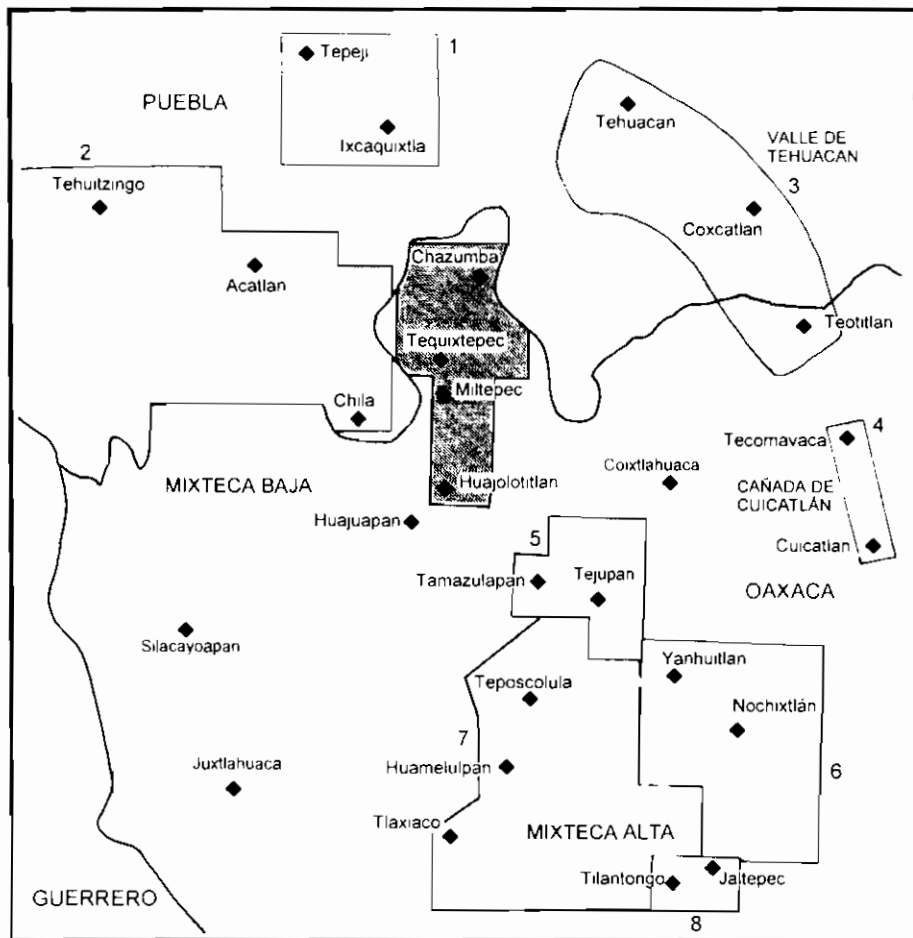 Tepeji
1
PUEBLA
Ixcaquixtla
Tehuacan
VALLE DE
TEHUACAN
2
3
Tehuitzingo
Coxcatlan
Chazumba
Acatlan
Teotitlan
Tequixtepec
Miltepec
Chila
4
Tecomavaca
MIXTECA BAJA
Huajolotitlan
Coixtlahuaca
CAÑADA DE
CUICATLÁN
Huajuapan
5
Cuicatlan
Tamazulapan
Tejupan
OAXACA
Silacayoapan
Yanhuitlan
Teposcolula
Nochixtlán
7
Juxtlahuaca
Huamelulpan
6
Tlaxiaco
MIXTECA ALTA
Tilantongo
Jaltepec
GUERRERO
8